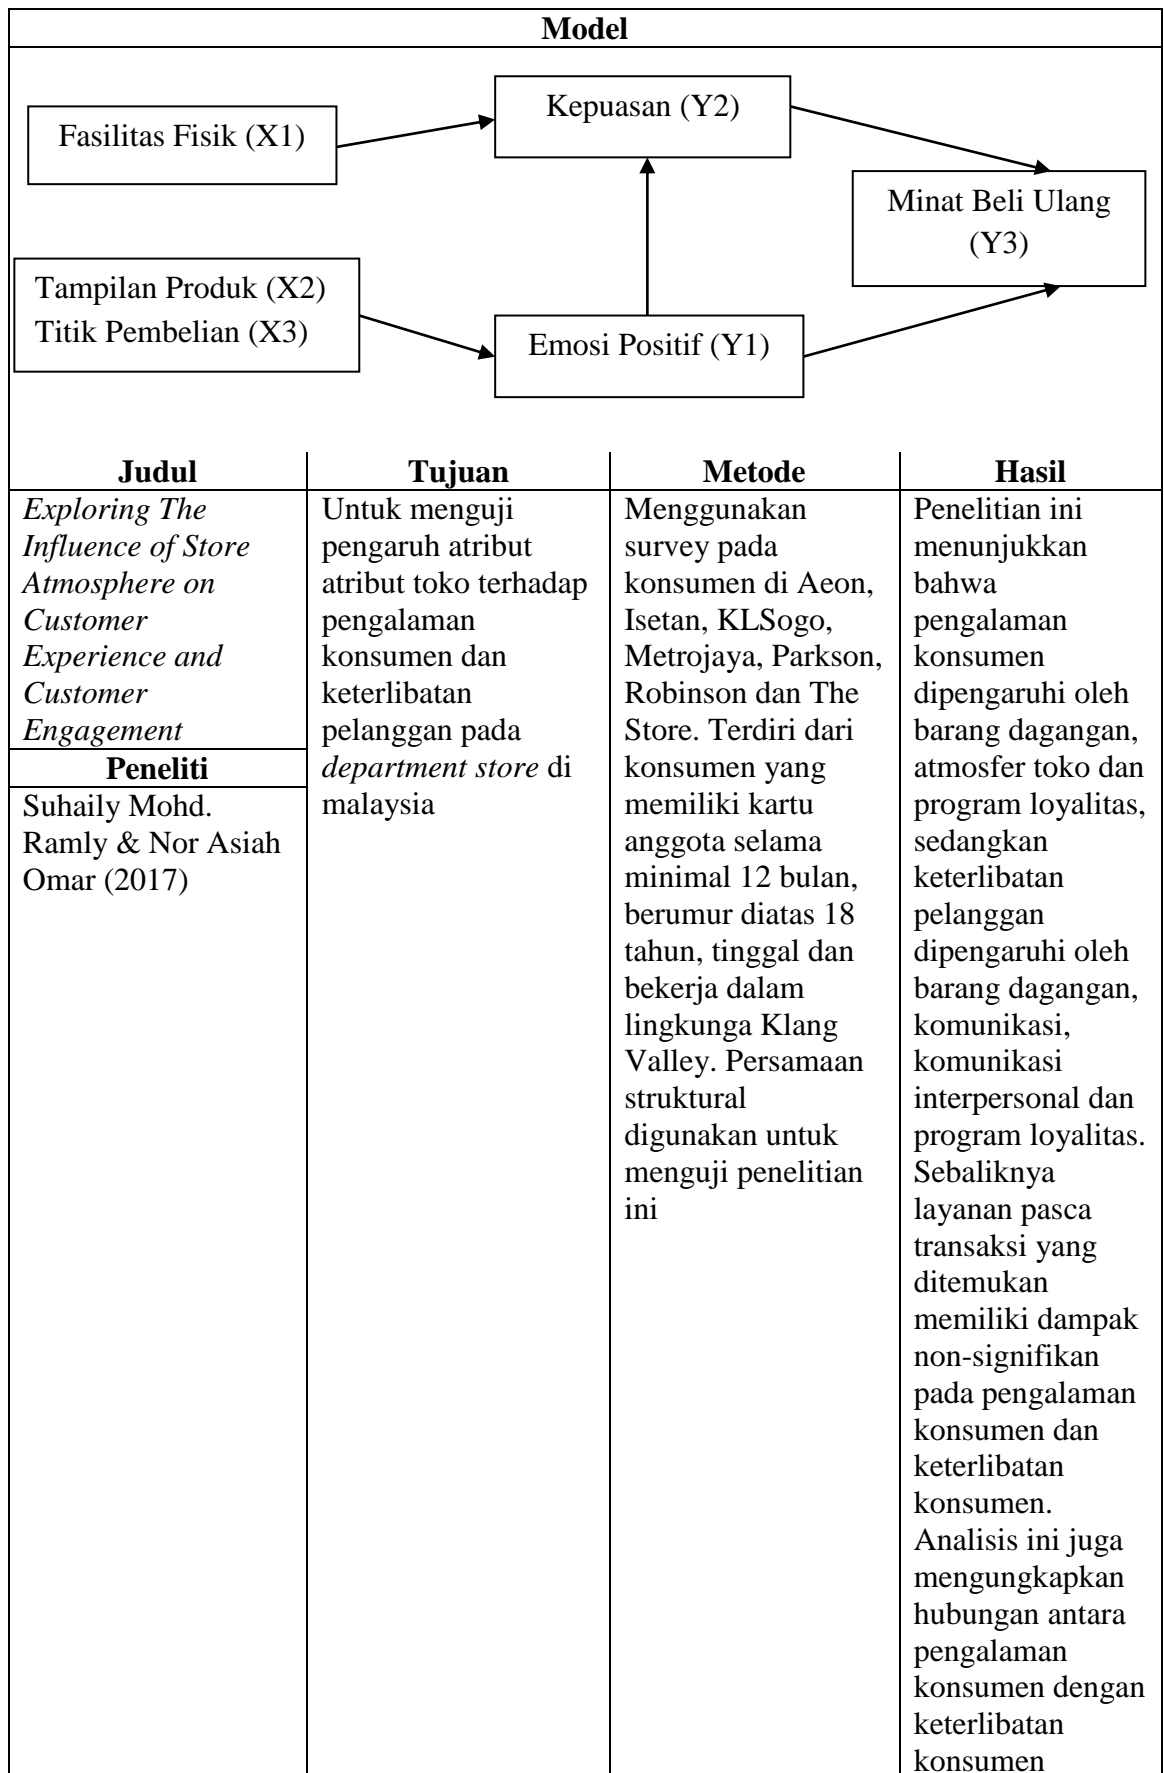 Model
Kepuasan (Y2)
Fasilitas Fisik (X1)
Minat Beli Ulang
(Y3)
Tampilan Produk (X2)
Titik Pembelian (X3)
Emosi Positif (Y1)
Judul
Exploring The
Influence of Store
Atmosphere on
Customer
Experience and
Customer
Engagement
Peneliti
Suhaily Mohd.
Ramly & Nor Asiah
Omar (2017)
Tujuan
Untuk menguji
pengaruh atribut
atribut toko terhadap
pengalaman
konsumen dan
keterlibatan
pelanggan pada
department store di
malaysia
Metode
Menggunakan
survey pada
konsumen di Aeon,
Isetan, KLSogo,
Metrojaya, Parkson,
Robinson dan The
Store. Terdiri dari
konsumen yang
memiliki kartu
anggota selama
minimal 12 bulan,
berumur diatas 18
tahun, tinggal dan
bekerja dalam
lingkunga Klang
Valley. Persamaan
struktural
digunakan untuk
menguji penelitian
ini
Hasil
Penelitian ini
menunjukkan
bahwa
pengalaman
konsumen
dipengaruhi oleh
barang dagangan,
atmosfer toko dan
program loyalitas,
sedangkan
keterlibatan
pelanggan
dipengaruhi oleh
barang dagangan,
komunikasi,
komunikasi
interpersonal dan
program loyalitas.
Sebaliknya
layanan pasca
transaksi yang
ditemukan
memiliki dampak
non-signifikan
pada pengalaman
konsumen dan
keterlibatan
konsumen.
Analisis ini juga
mengungkapkan
hubungan antara
pengalaman
konsumen dengan
keterlibatan
konsumen